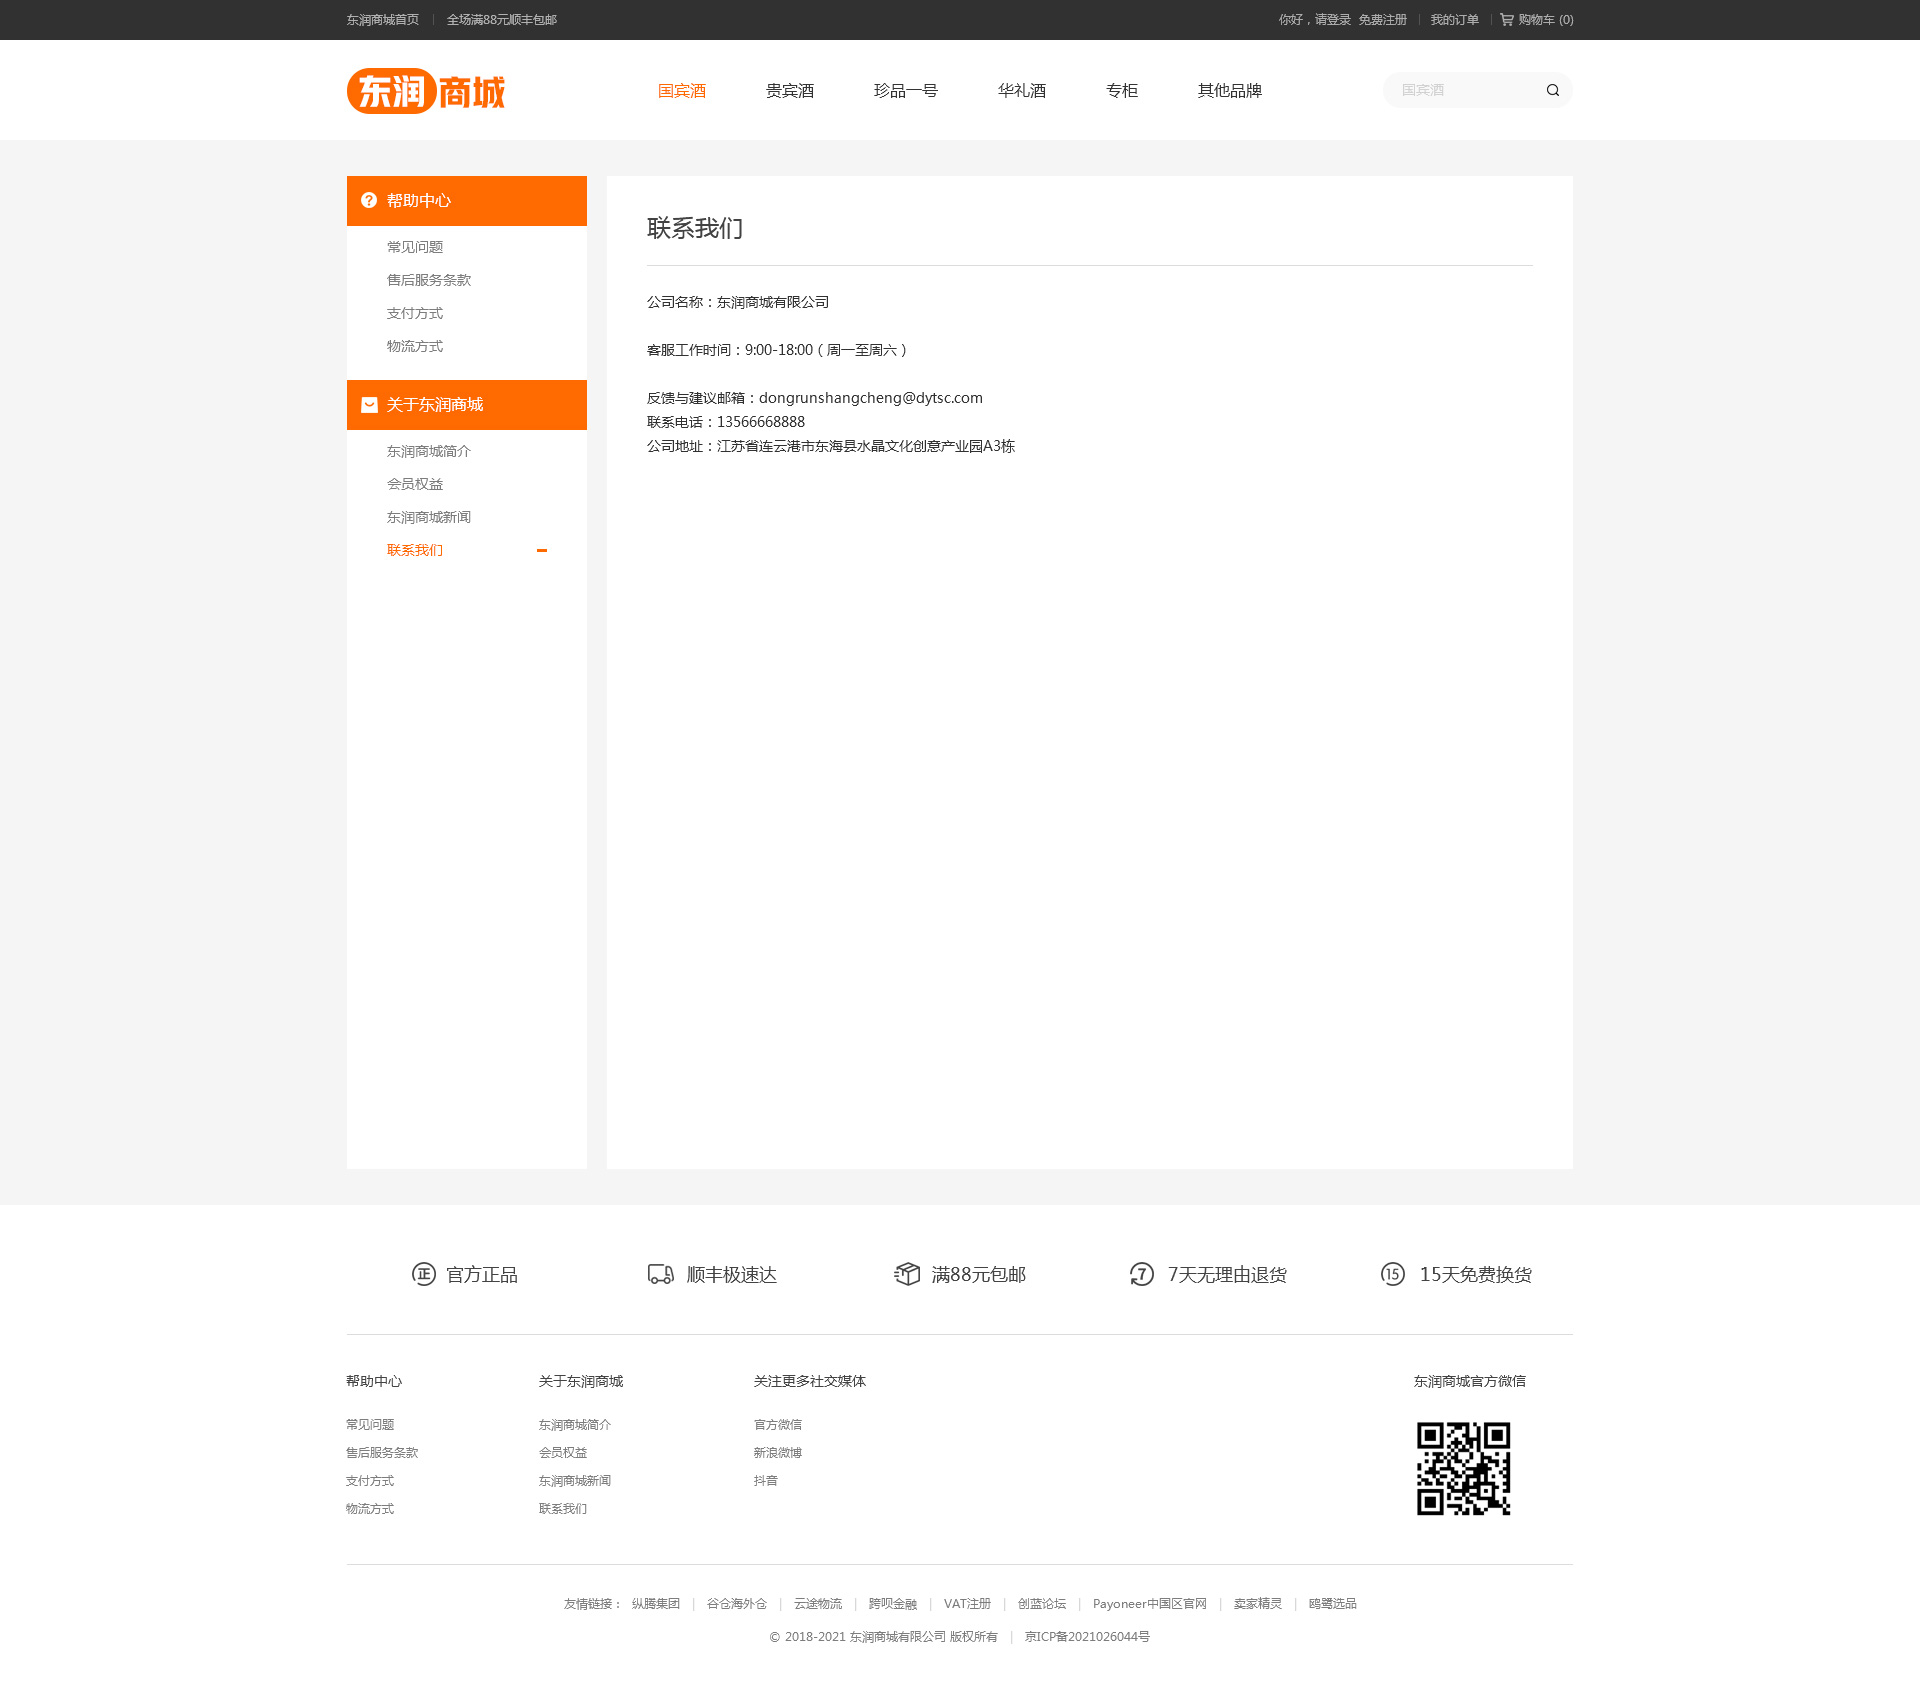 东润商城首页 | 全场满88元顺丰包邮
你好，请登录 免费注册 | 我的订单 | 购物车 (0)
东润商城
国宾酒 贵宾酒 珍品一号 华礼酒 专柜 其他品牌
国宾酒
帮助中心
常见问题
售后服务条款
支付方式
物流方式
关于东润商城
东润商城简介
会员权益
东润商城新闻
联系我们
联系我们
公司名称：东润商城有限公司
客服工作时间：9:00-18:00（周一至周六）
反馈与建议邮箱：dongrunshangcheng@dytsc.com
联系电话：13566668888
公司地址：江苏省连云港市东海县水晶文化创意产业园A3栋
正 官方正品 顺丰极速达 满88元包邮 7 7天无理由退货 15 15天免费换货
帮助中心
常见问题
售后服务条款
支付方式
物流方式
关于东润商城
东润商城简介
会员权益
东润商城新闻
联系我们
关注更多社交媒体
官方微信
新浪微博
抖音
东润商城官方微信
友情链接： 纵腾集团 | 谷仓海外仓 | 云途物流 | 跨呗金融 | VAT注册 | 创蓝论坛 | Payoneer中国区官网 | 卖家精灵 | 鸥鹭选品
© 2018-2021 东润商城有限公司 版权所有 | 京ICP备2021026044号